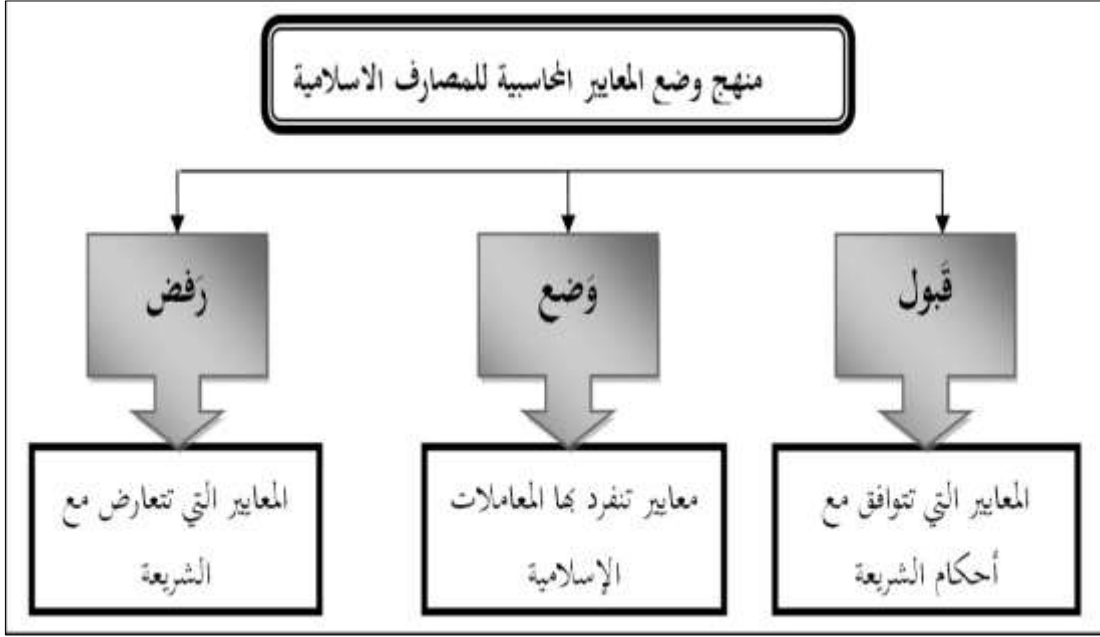 منهج وضع المعايير المحاسبية للمصارف الاسلامية
قَبول
وَضع
رَفض
المعايير التي تتوافق مع
أحكام الشريعة
معايير تنفرد بها المعاملات
الإسلامية
المعايير التي تتعارض مع
الشريعة